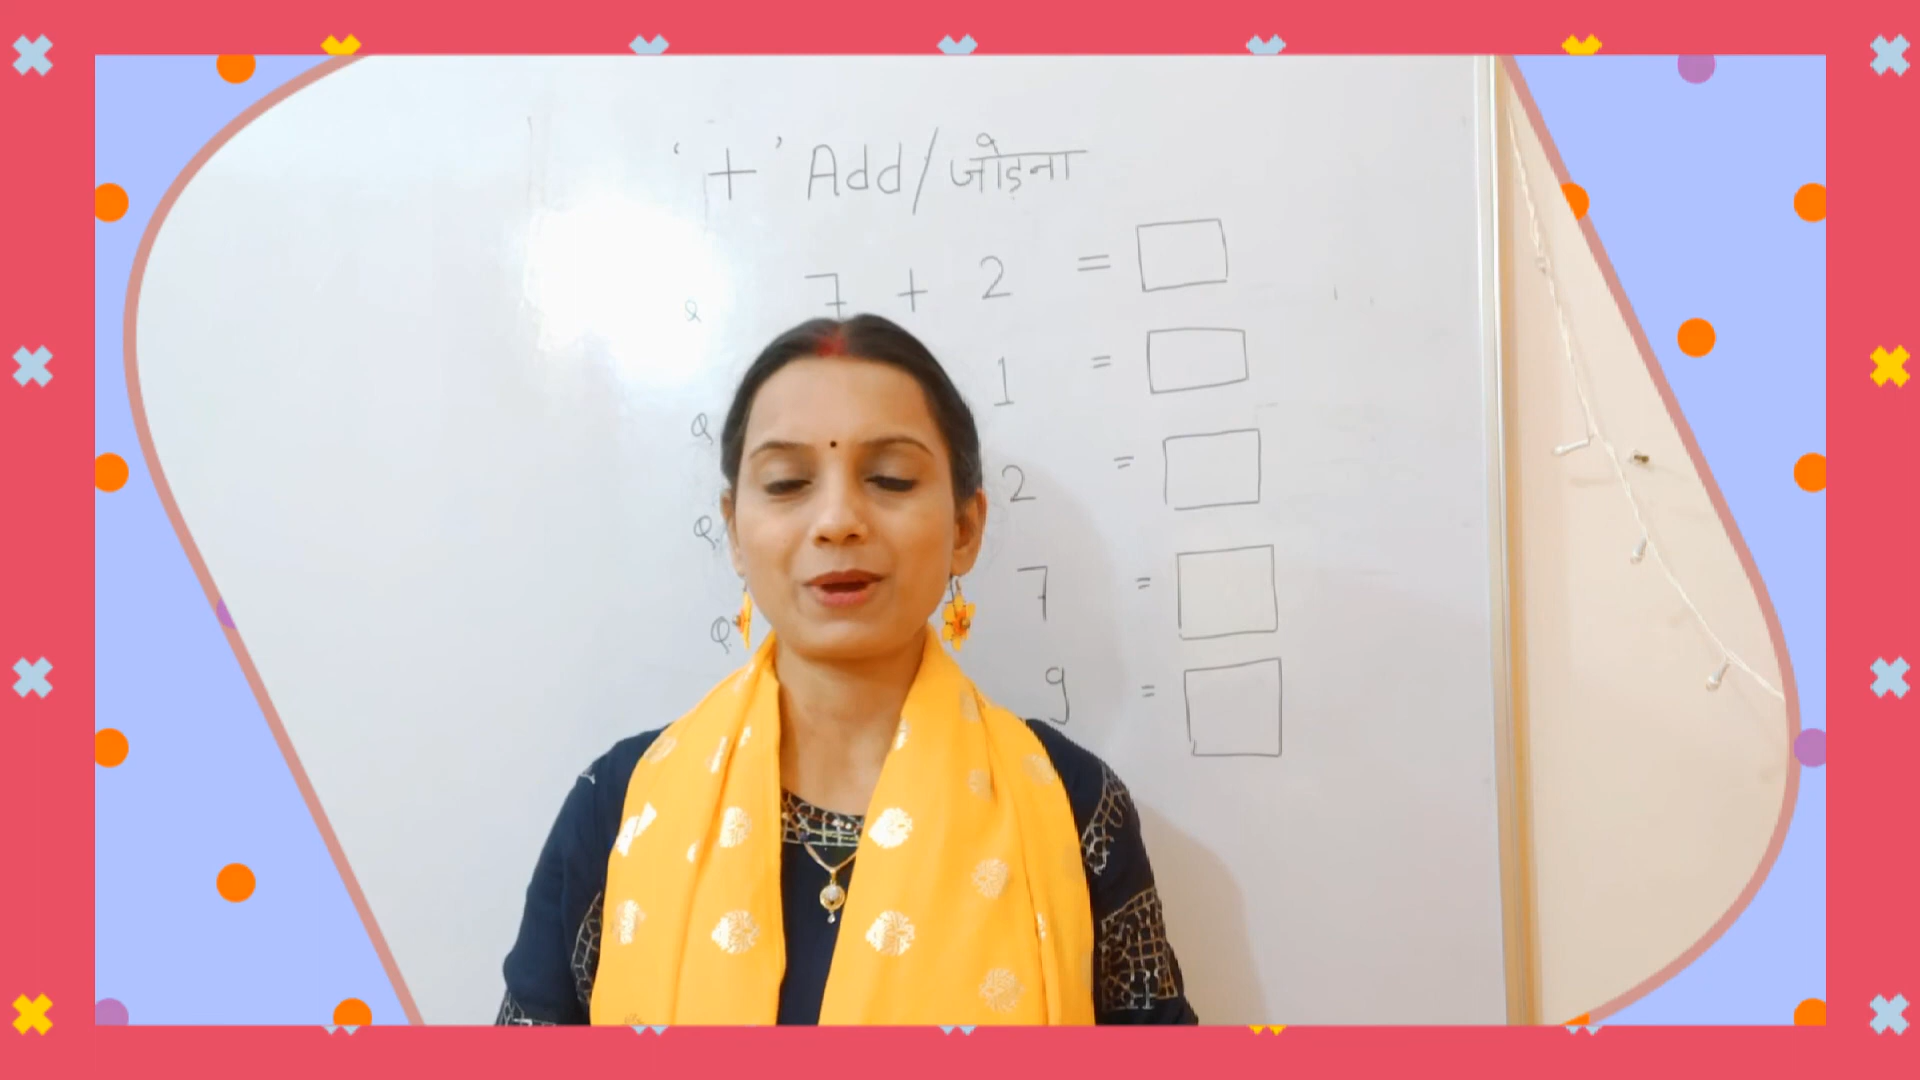 '+' Add/जोड़ना
7 + 2 =
Q 1 =
Q. 2 =
Q. 7 =
9 =